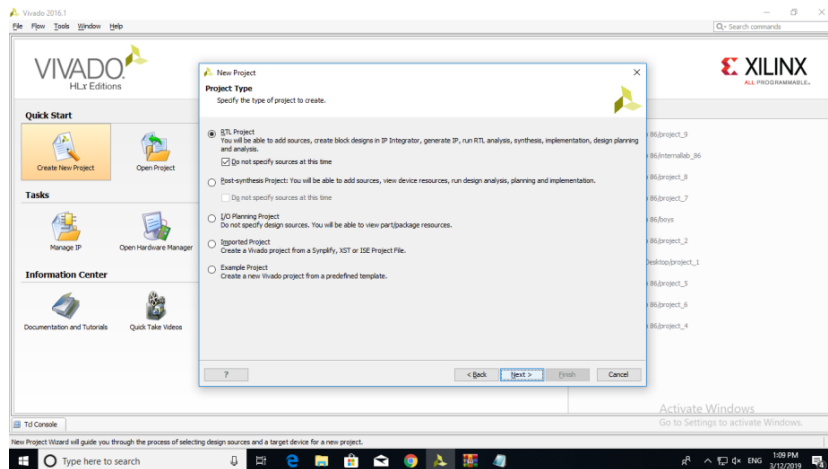 Vivado 2016.1
File Flow Tools Window Help
Search commands
VIVADO
HLx Editions
XILINX
ALL PROGRAMMABLE
Quick Start
Create New Project
Open Project
Tasks
Manage IP
Open Hardware Manager
Information Center
Documentation and Tutorials
Quick Take Videos
New Project
Project Type
Specify the type of project to create.
RTL Project
You will be able to add sources, create block designs in IP Integrator, generate IP, run RTL analysis, synthesis, implementation, design planning
and analysis.
Do not specify sources at this time
Post-synthesis Project: You will be able to add sources, view device resources, run design analysis, planning and implementation.
Do not specify sources at this time
I/O Planning Project
Do not specify design sources. You will be able to view part/package resources.
Imported Project
Create a Vivado project from a Synplify, XST or ISE Project File.
Example Project
Create a new Vivado project from a predefined template.
?
< Back
Next >
Finish
Cancel
86/project_9
86/internallab_86
86/project_8
86/project_7
86/boys
86/project_2
Desktop/project_1
86/project_5
86/project_6
86/project_4
Activate Windows
Go to Settings to activate Windows.
Tcl Console
New Project Wizard will guide you through the process of selecting design sources and a target device for a new project.
Type here to search
ENG
1:09 PM
3/12/2019